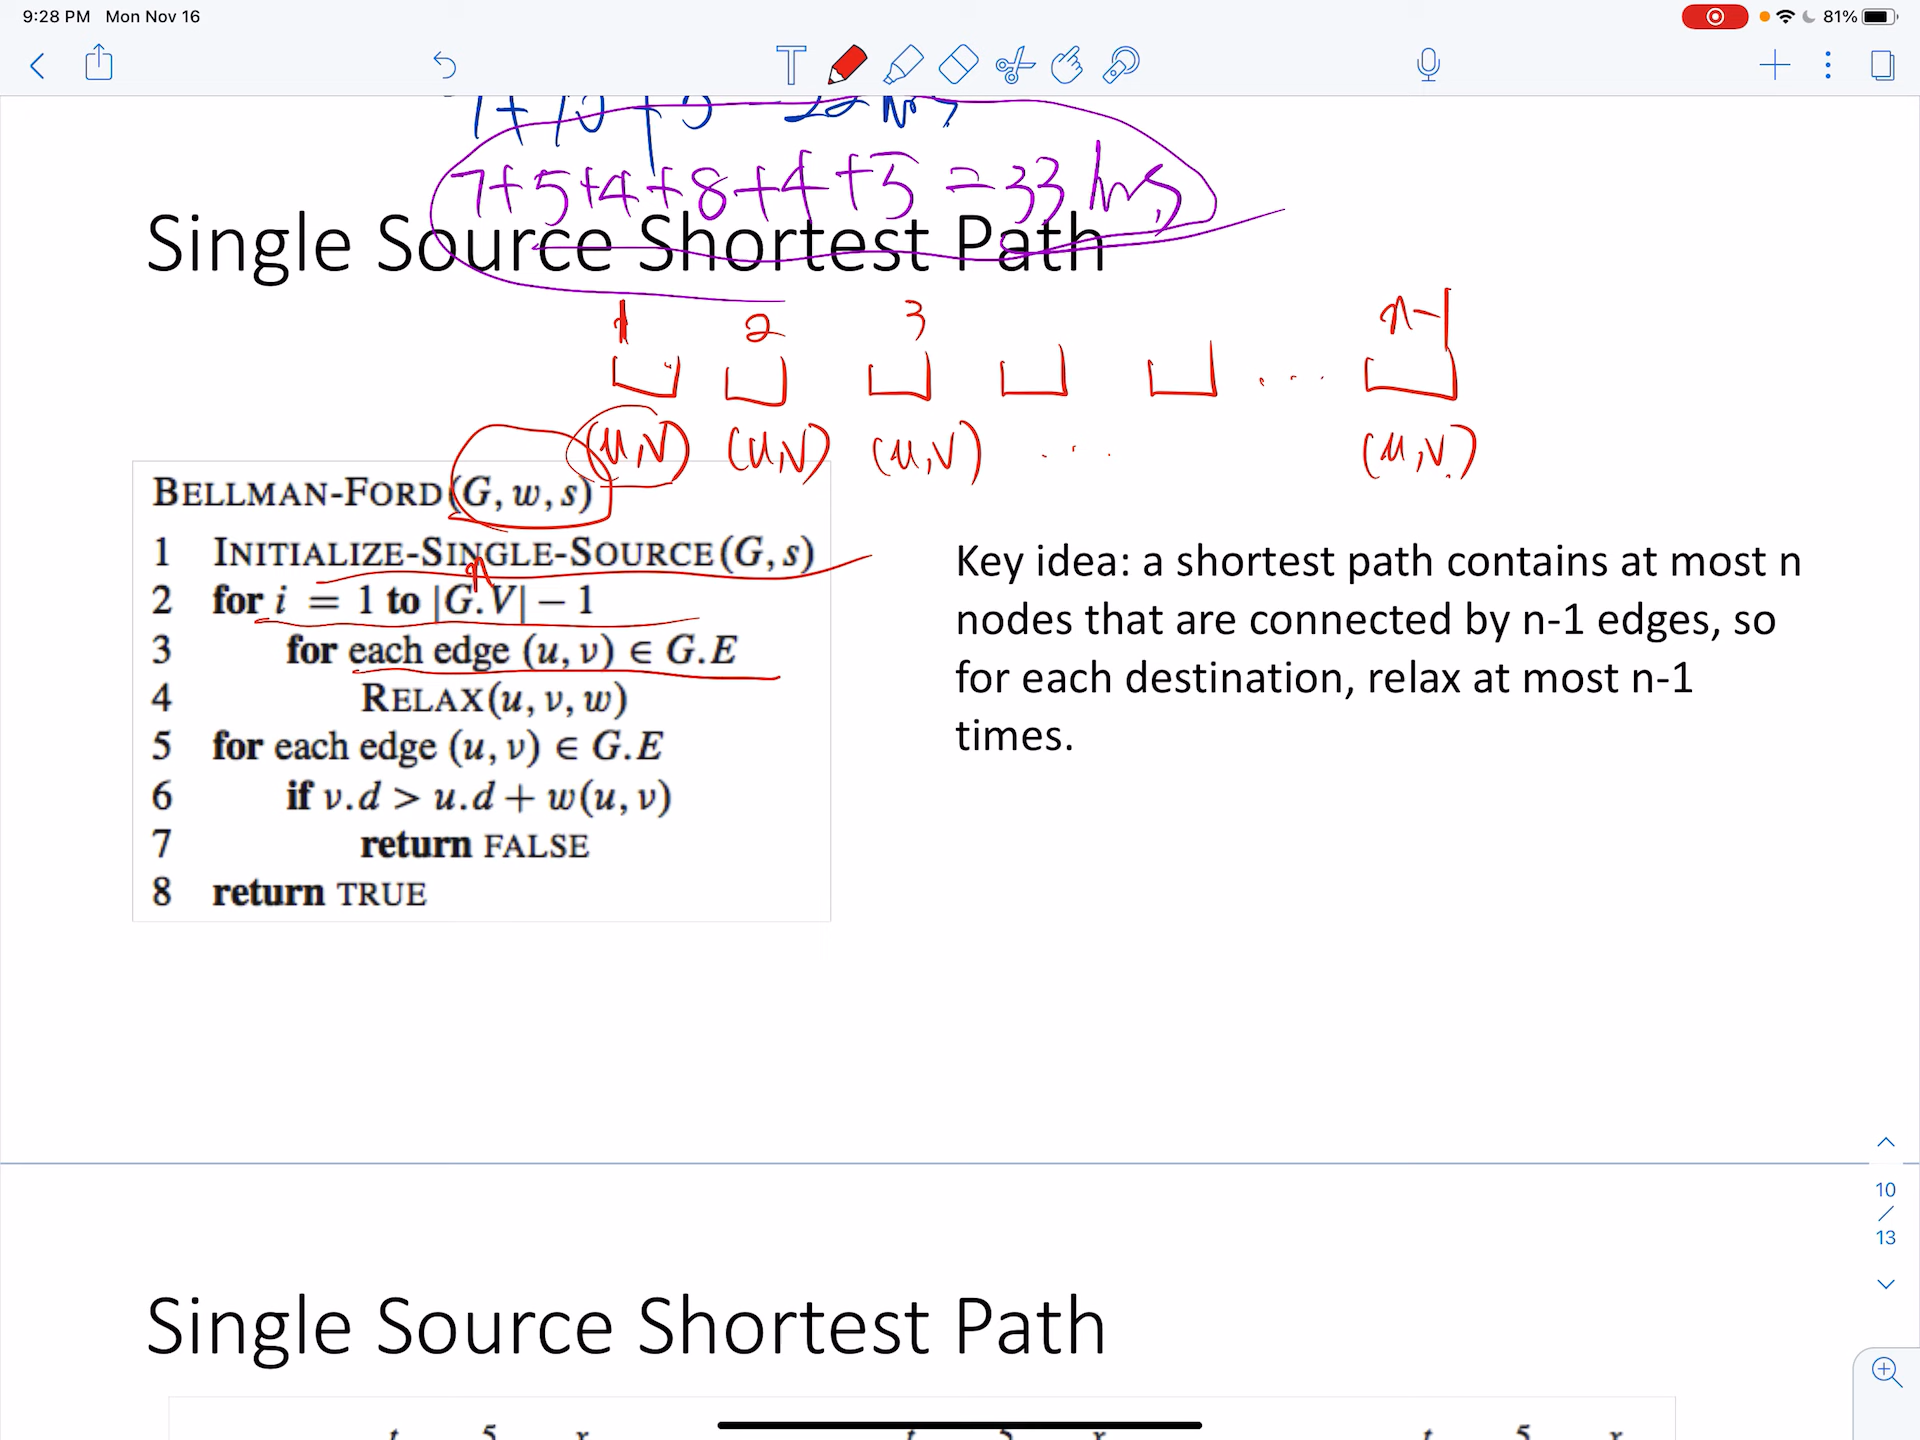 9:28 PM Mon Nov 16
81%
7+5+4+8+4+5 = 33 hrs,
Single Source Shortest Path
1 2 3 n-1
(u,v) (u,v) (u,v) ... (u,v)
BELLMAN-FORD(G, w, s)
1 INITIALIZE-SINGLE-SOURCE(G, s)
n
2 for i = 1 to |G.V| − 1
3 for each edge (u, v) ∈ G.E
4 RELAX(u, v, w)
5 for each edge (u, v) ∈ G.E
6 if v.d > u.d + w(u, v)
7 return FALSE
8 return TRUE
Key idea: a shortest path contains at most n
nodes that are connected by n-1 edges, so
for each destination, relax at most n-1
times.
10
/
13
Single Source Shortest Path